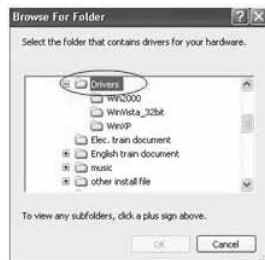 Browse For Folder
Select the folder that contains drivers for your hardware.
Drivers
Win2000
WinVista_32bit
WinXP
Elec. train document
English train document
music
other install file
To view any subfolders, click a plus sign above.
OK
Cancel